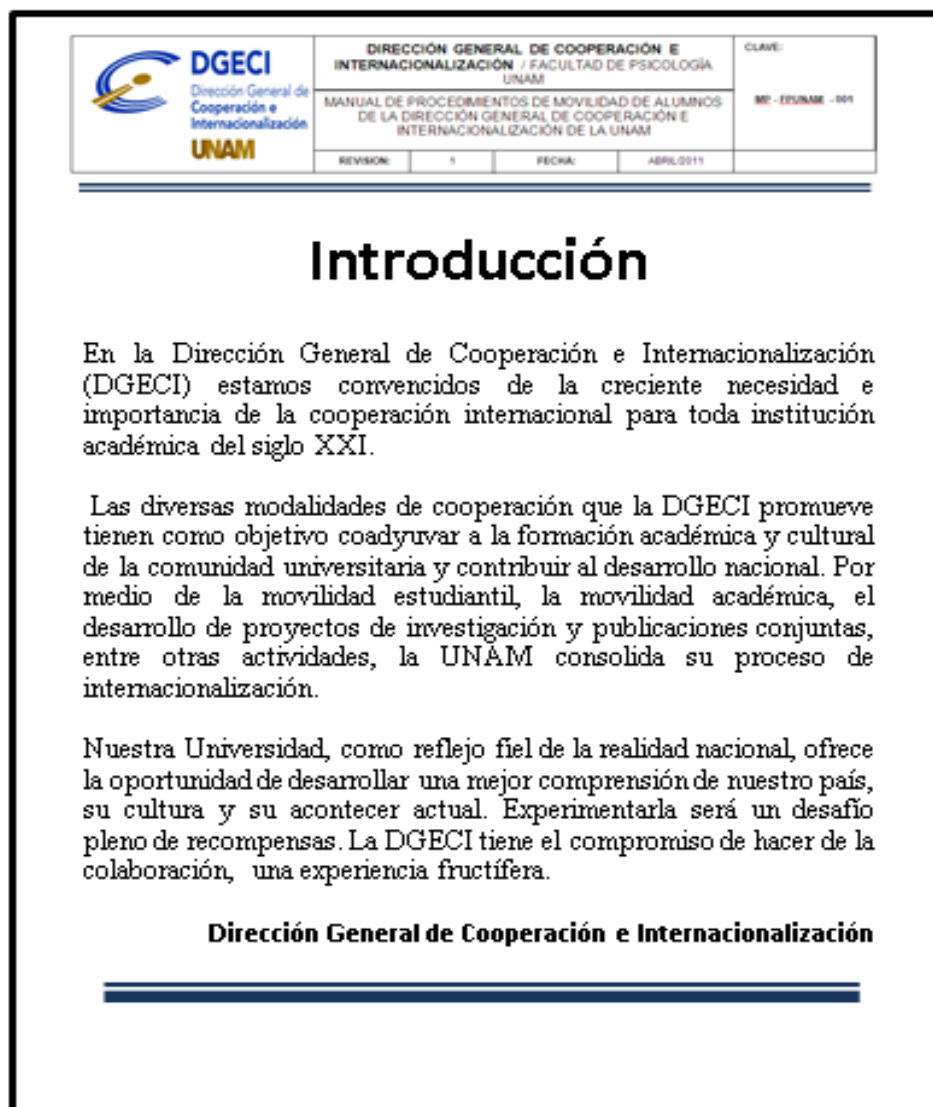 DGECI
Dirección General de
Cooperación e
Internacionalización
UNAM
DIRECCIÓN GENERAL DE COOPERACIÓN E
INTERNACIONALIZACIÓN / FACULTAD DE PSICOLOGÍA
UNAM
CLAVE:
MANUAL DE PROCEDIMIENTOS DE MOVILIDAD DE ALUMNOS
DE LA DIRECCIÓN GENERAL DE COOPERACIÓN E
INTERNACIONALIZACIÓN DE LA UNAM
MP - FPUNAM - 001
REVISION: 1 FECHA: ABRIL/2011
Introducción
En la Dirección General de Cooperación e Internacionalización
(DGECI) estamos convencidos de la creciente necesidad e
importancia de la cooperación internacional para toda institución
académica del siglo XXI.
Las diversas modalidades de cooperación que la DGECI promueve
tienen como objetivo coadyuvar a la formación académica y cultural
de la comunidad universitaria y contribuir al desarrollo nacional. Por
medio de la movilidad estudiantil, la movilidad académica, el
desarrollo de proyectos de investigación y publicaciones conjuntas,
entre otras actividades, la UNAM consolida su proceso de
internacionalización.
Nuestra Universidad, como reflejo fiel de la realidad nacional, ofrece
la oportunidad de desarrollar una mejor comprensión de nuestro país,
su cultura y su acontecer actual. Experimentarla será un desafío
pleno de recompensas. La DGECI tiene el compromiso de hacer de la
colaboración, una experiencia fructífera.
Dirección General de Cooperación e Internacionalización